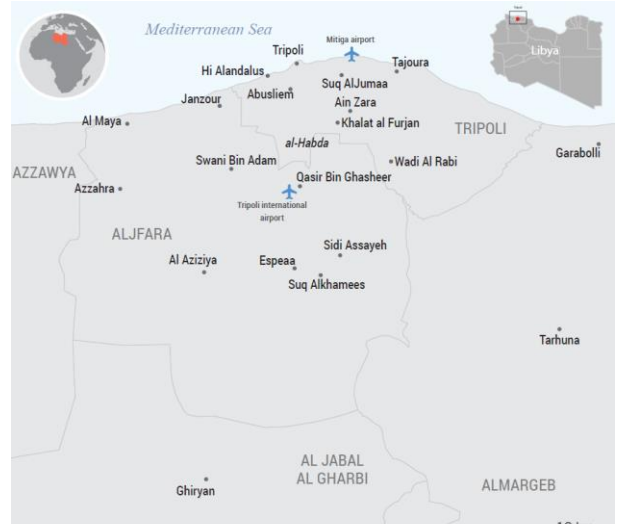 Mediterranean Sea
Mitiga airport
Tripoli
Tajoura
Hi Alandalus
Suq AlJumaa
Abusliem
Janzour
Ain Zara
Al Maya
Khalat al Furjan
TRIPOLI
al-Habda
Garabolli
Swani Bin Adam
Wadi Al Rabi
AZZAWYA
Qasir Bin Ghasheer
Azzahra
Tripoli international
airport
ALJFARA
Sidi Assayeh
Al Aziziya
Espeaa
Suq Alkhamees
Tarhuna
AL JABAL
AL GHARBI
Ghiryan
ALMARGEB
Libya